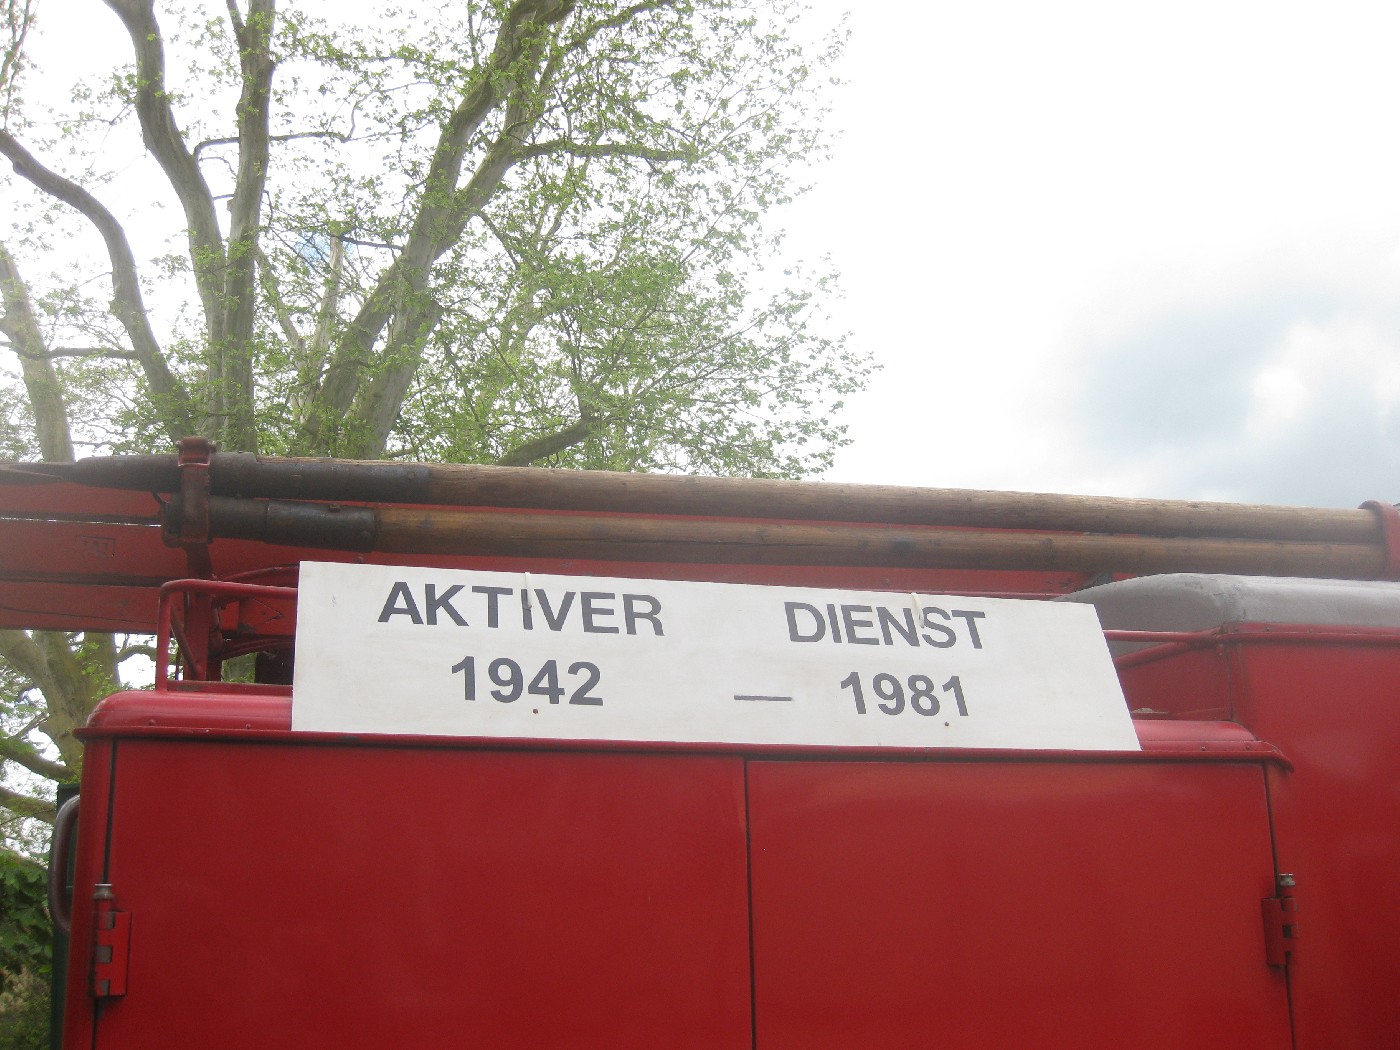 AKTIVER DIENST
1942 — 1981